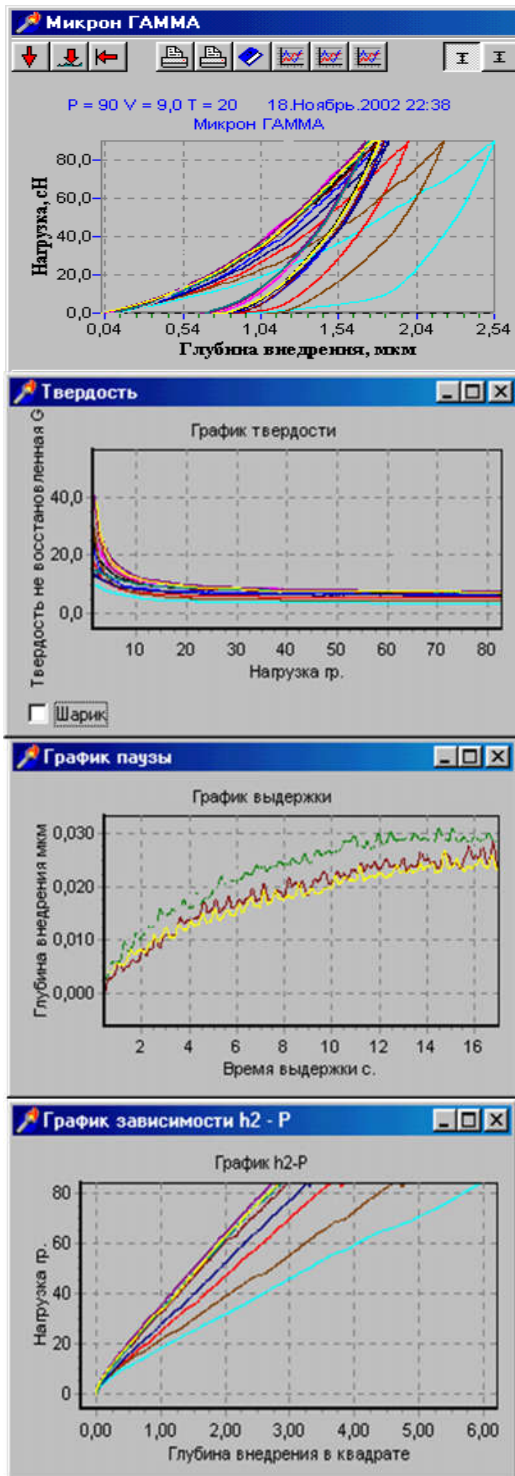 Микрон ГАММА
P = 90 V = 9,0 T = 20 18.Ноябрь.2002 22:38
Микрон ГАММА
Нагрузка, сН
80,0
60,0
40,0
20,0
0,0
0,04 0,54 1,04 1,54 2,04 2,54
Глубина внедрения, мкм
Твердость
График твердости
Твердость не восстановленная G
40,0
20,0
0,0
10 20 30 40 50 60 70 80
Нагрузка гр.
Шарик
График паузы
График выдержки
Глубина внедрения мкм
0,030
0,020
0,010
0,000
2 4 6 8 10 12 14 16
Время выдержки с.
График зависимости h2 - P
График h2-P
Нагрузка гр.
80
60
40
20
0
0,00 1,00 2,00 3,00 4,00 5,00 6,00
Глубина внедрения в квадрате